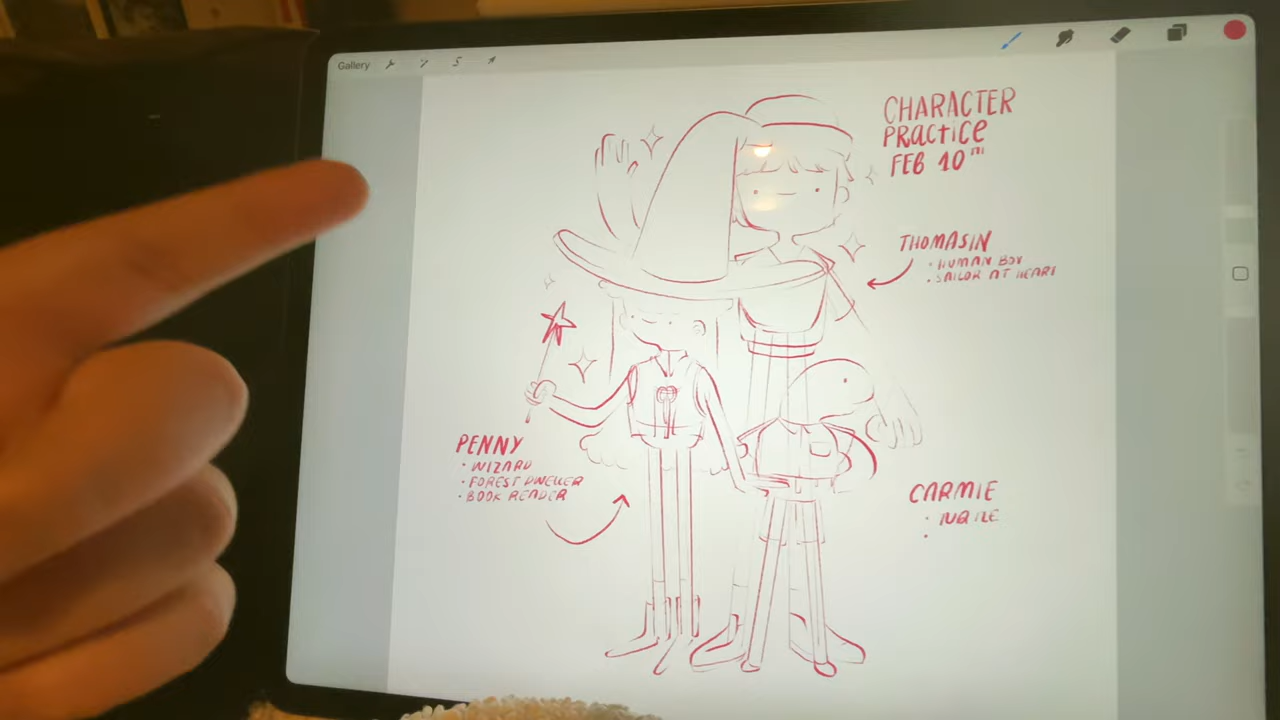 Gallery
CHARACTER
PRACTICE
FEB 10TH
THOMASIN
• HUMAN BOY
• SAILOR AT HEART
PENNY
• WIZARD
• FOREST DWELLER
• BOOK READER
CARMIE
•
•